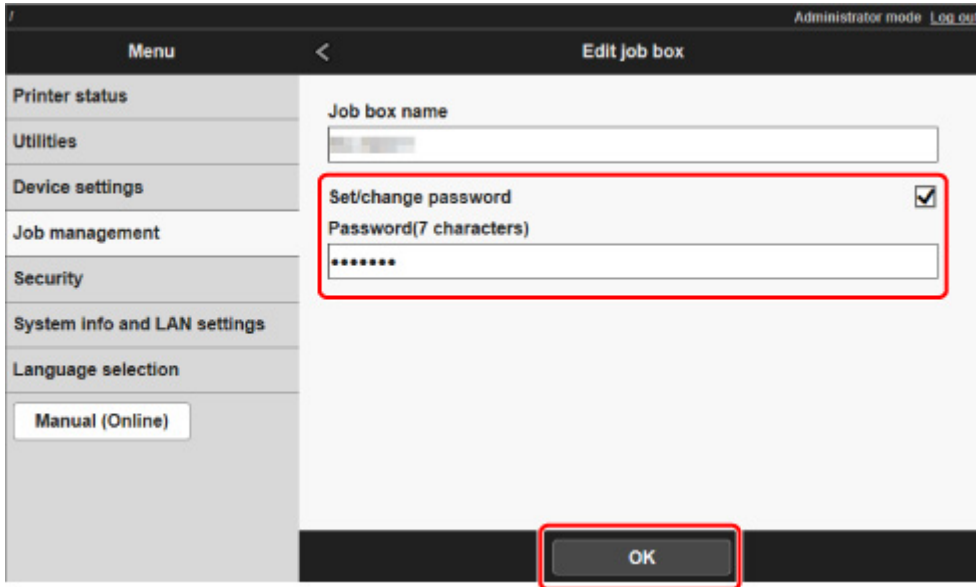 /
Administrator mode Log out
Menu
<
Edit job box
Printer status
Utilities
Device settings
Job management
Security
System info and LAN settings
Language selection
Manual (Online)
Job box name
Set/change password
Password(7 characters)
•••••••
OK